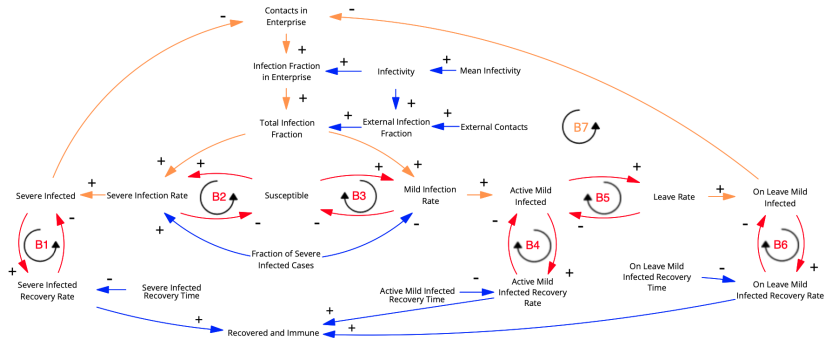 Contacts in
Enterprise
-
-
+
Infection Fraction
in Enterprise
+
Infectivity
+
Mean Infectivity
+
+
Total Infection
Fraction
+
External Infection
Fraction
+
External Contacts
B7
+
+
+
+
+
+
Severe Infected
+
Severe Infection Rate
B2
Susceptible
B3
Mild Infection
Rate
+
Active Mild
Infected
B5
Leave Rate
+
On Leave Mild
Infected
-
-
-
-
-
-
-
+
B1
B4
B6
Fraction of Severe
Infected Cases
+
+
+
Severe Infected
Recovery Rate
-
Severe Infected
Recovery Time
Active Mild Infected
Recovery Time
-
Active Mild
Infected Recovery
Rate
On Leave Mild
Infected Recovery
Time
-
On Leave Mild
Infected Recovery Rate
+
+
+
Recovered and Immune